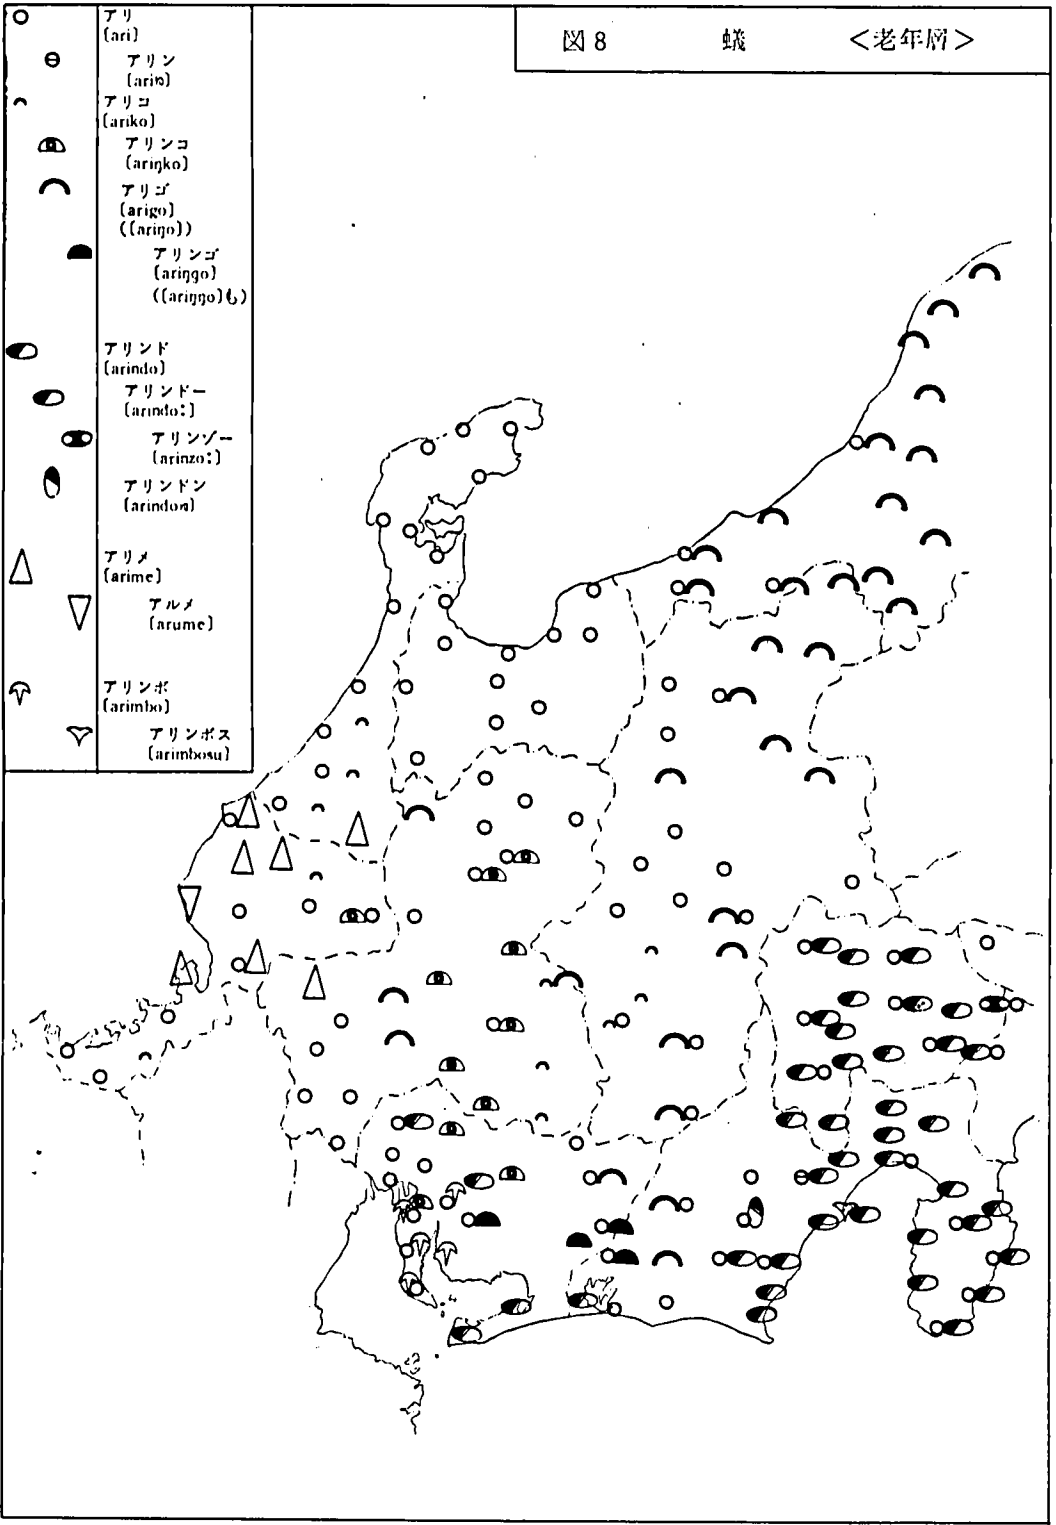 図8 蟻 <老年層>
アリ
[ari]
アリン
[ariɴ]
アリコ
[ariko]
アリンコ
[ariŋko]
アリゴ
[arigo]
([ariŋo])
アリンゴ
[ariŋgo]
([ariŋŋo]も)
アリンド
[arindo]
アリンドー
[arindo:]
アリンゾー
[arinzo:]
アリンドン
[arindoɴ]
アリメ
[arime]
アルメ
[arume]
アリンボ
[arimbo]
アリンボス
[arimbosu]